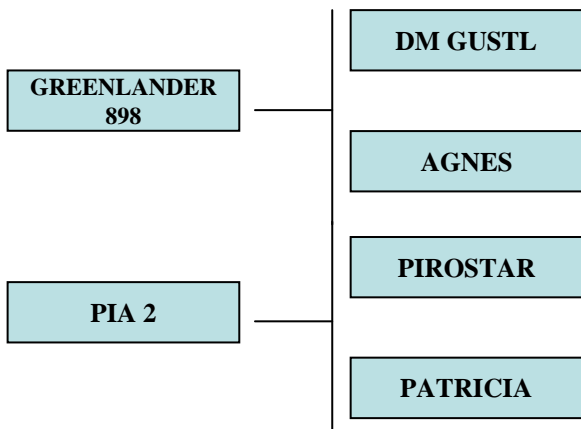 DM GUSTL
GREENLANDER
898
AGNES
PIROSTAR
PIA 2
PATRICIA